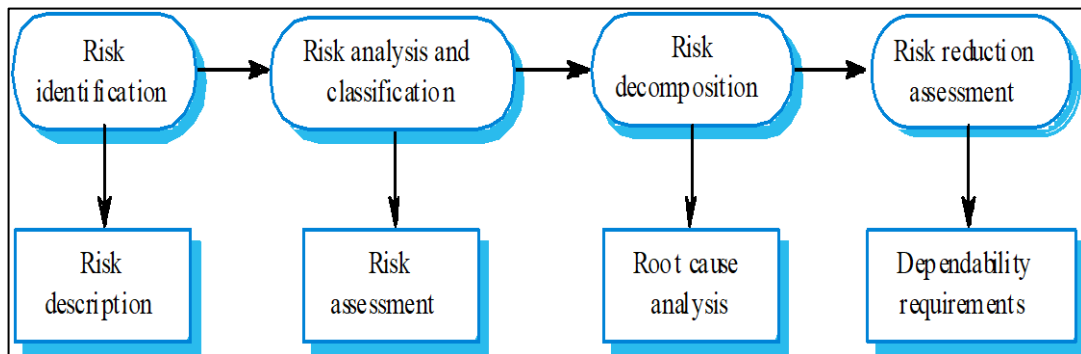 Risk
identification
Risk analysis and
classification
Risk
decomposition
Risk reduction
assessment
Risk
description
Risk
assessment
Root cause
analysis
Dependability
requirements